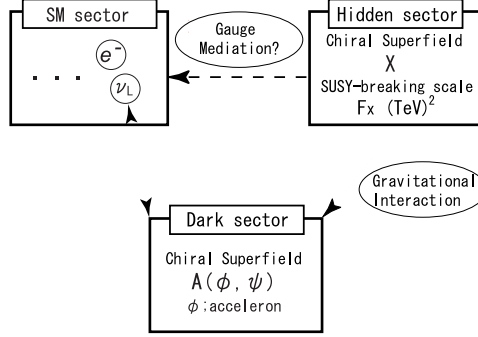 SM sector
e⁻
. . .
ν_L
Gauge
Mediation?
Hidden sector
Chiral Superfield
X
SUSY-breaking scale
Fx (TeV)²
Gravitational
Interaction
Dark sector
Chiral Superfield
A(ϕ, ψ)
ϕ;acceleron